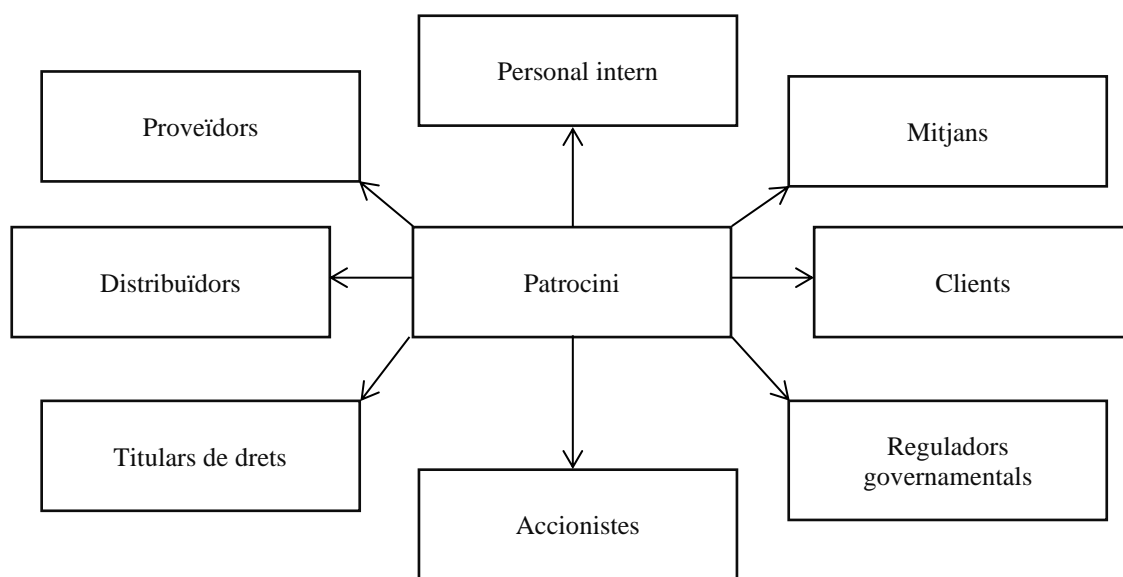 Personal intern
Proveïdors
Mitjans
Distribuïdors
Patrocini
Clients
Titulars de drets
Reguladors
governamentals
Accionistes